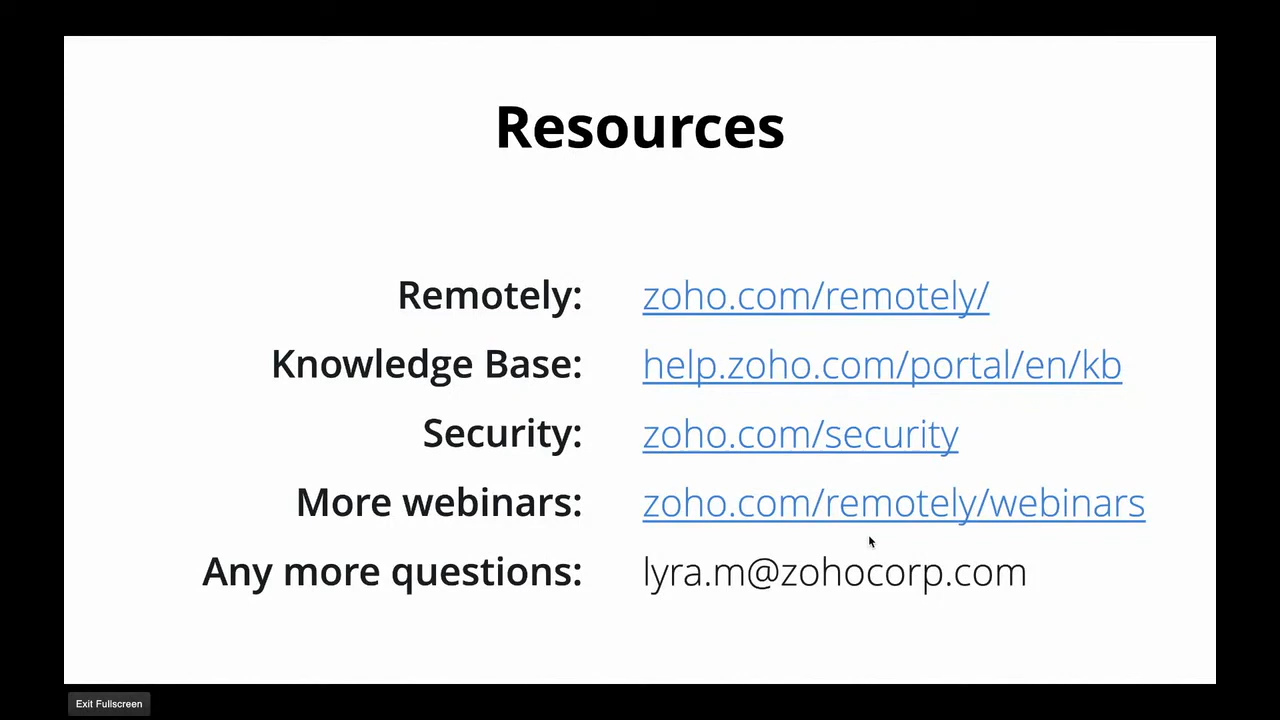 Resources
Remotely: zoho.com/remotely/
Knowledge Base: help.zoho.com/portal/en/kb
Security: zoho.com/security
More webinars: zoho.com/remotely/webinars
Any more questions: lyra.m@zohocorp.com
Exit Fullscreen